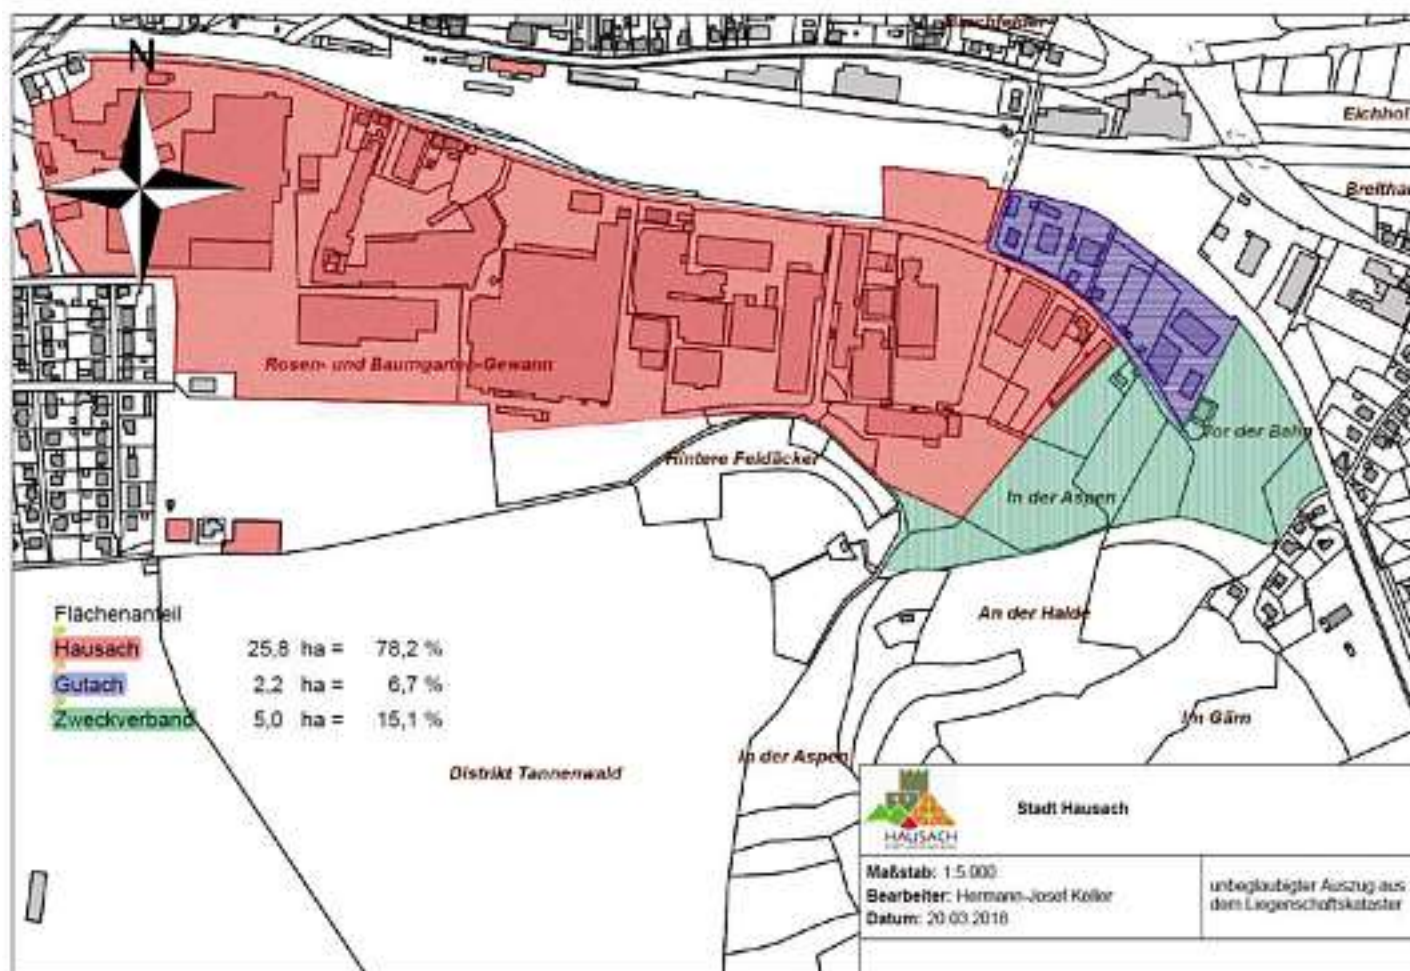 N
Eichhol
Breitha
Rosen- und Baumgarten-Gewann
Vor der Bahn
Hintere Feldäcker
In der Aspen
An der Halde
Im Gärn
In der Aspen
Distrikt Tannenwald
Flächenanteil
Hausach 25,8 ha = 78,2 %
Gutach 2,2 ha = 6,7 %
Zweckverband 5,0 ha = 15,1 %
HAUSACH
Stadt Hausach
Maßstab: 1:5.000
Bearbeiter: Hermann-Josef Keller
Datum: 20.03.2018
unbeglaubigter Auszug aus
dem Liegenschaftskataster